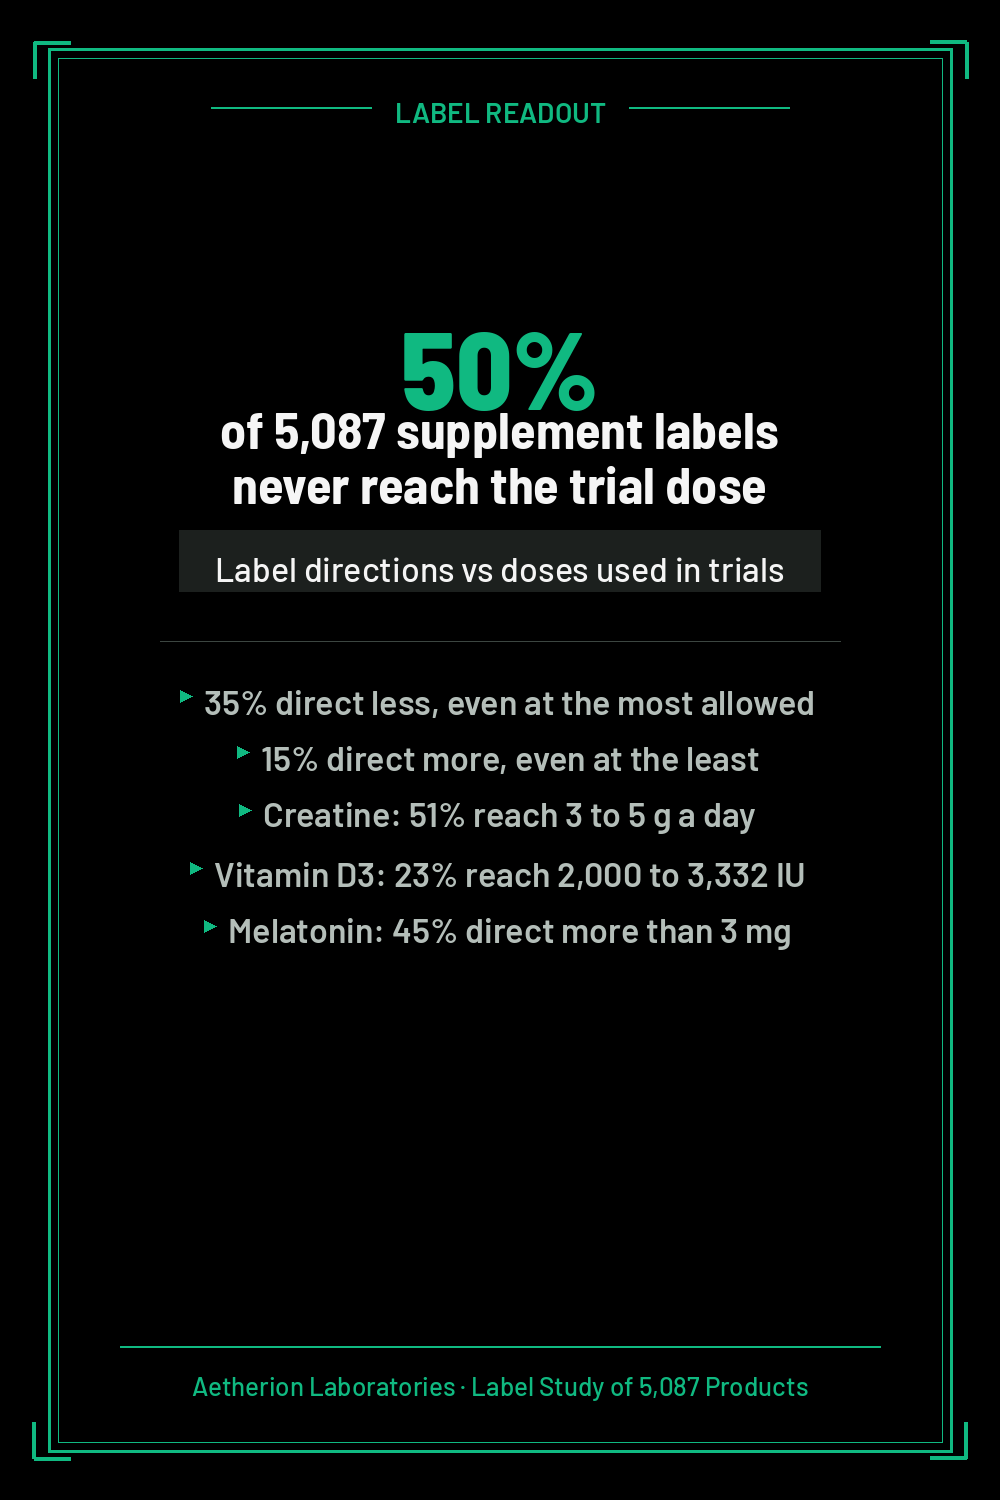 LABEL READOUT
50%
of 5,087 supplement labels
never reach the trial dose
Label directions vs doses used in trials
35% direct less, even at the most allowed
15% direct more, even at the least
Creatine: 51% reach 3 to 5 g a day
Vitamin D3: 23% reach 2,000 to 3,332 IU
Melatonin: 45% direct more than 3 mg
Aetherion Laboratories · Label Study of 5,087 Products